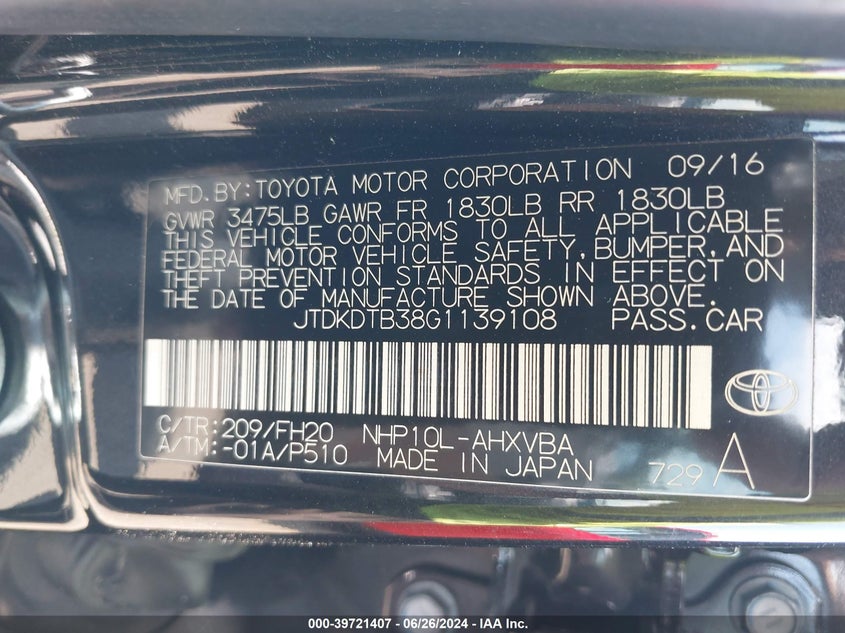 MFD.BY:TOYOTA MOTOR CORPORATION 09/16
GVWR 3475LB GAWR FR 1830LB RR 1830LB
THIS VEHICLE CONFORMS TO ALL APPLICABLE
FEDERAL MOTOR VEHICLE SAFETY,BUMPER,AND
THEFT PREVENTION STANDARDS IN EFFECT ON
THE DATE OF MANUFACTURE SHOWN ABOVE.
JTDKDTB38G1139108 PASS.CAR
C/TR:209/FH20 NHP10L-AHXVBA
A/TM:-01A/P510 MADE IN JAPAN 729 A
000-39721407 - 06/26/2024 - IAA Inc.